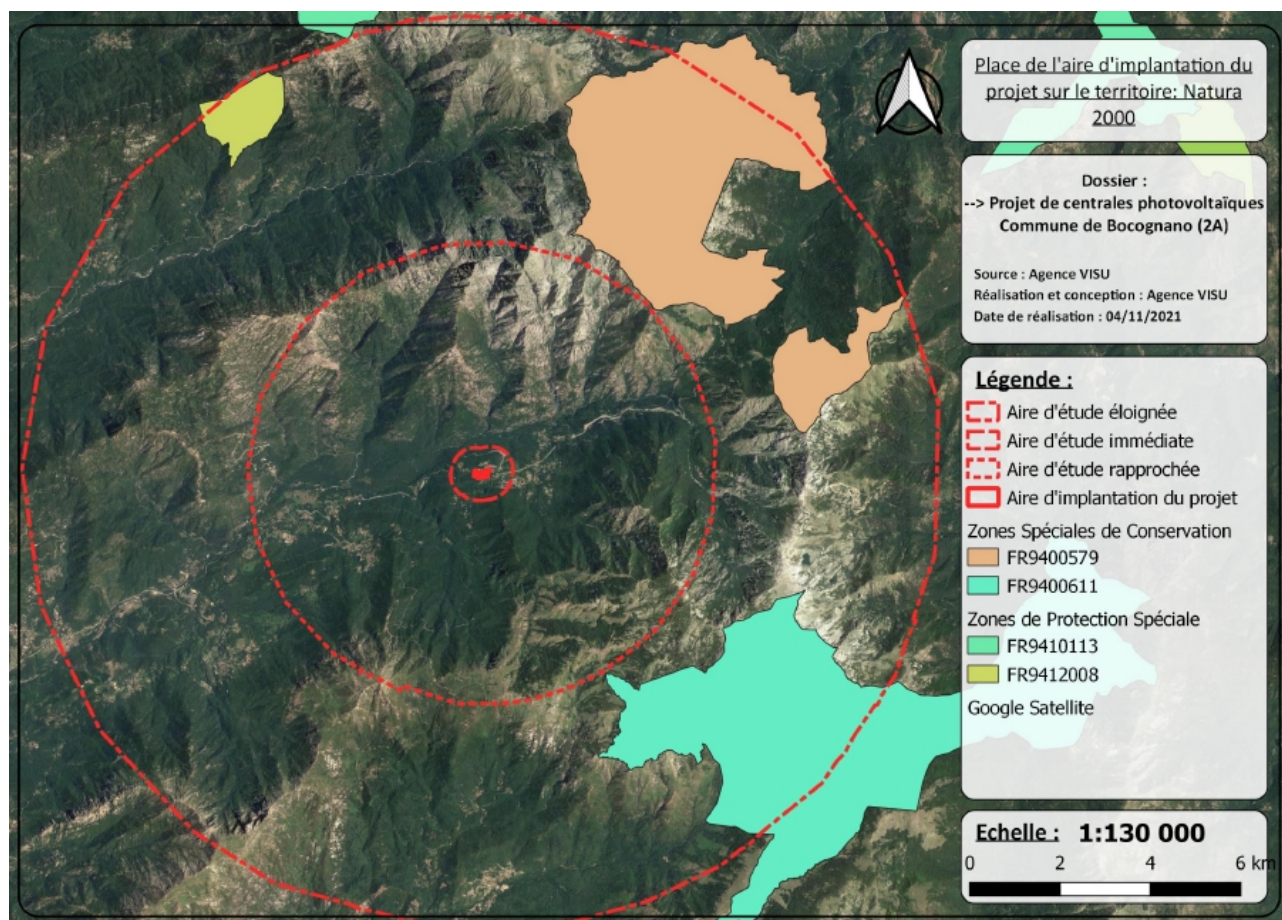 Place de l'aire d'implantation du
projet sur le territoire: Natura
2000
Dossier :
--> Projet de centrales photovoltaïques
Commune de Bocognano (2A)
Source : Agence VISU
Réalisation et conception : Agence VISU
Date de réalisation : 04/11/2021
Légende :
Aire d'étude éloignée
Aire d'étude immédiate
Aire d'étude rapprochée
Aire d'implantation du projet
Zones Spéciales de Conservation
FR9400579
FR9400611
Zones de Protection Spéciale
FR9410113
FR9412008
Google Satellite
Echelle : 1:130 000
0 2 4 6 km